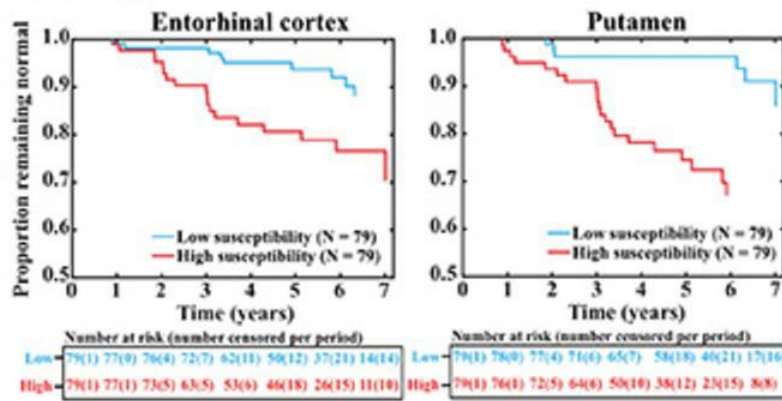 Entorhinal cortex
Putamen
Proportion remaining normal
1.0
0.9
0.8
0.7
0.6
0.5
Low susceptibility (N = 79)
High susceptibility (N = 79)
0 1 2 3 4 5 6 7
Time (years)
1.0
0.9
0.8
0.7
0.6
0.5
Low susceptibility (N = 79)
High susceptibility (N = 79)
0 1 2 3 4 5 6 7
Time (years)
Number at risk (number censored per period)
Low 79(1) 77(0) 76(4) 72(7) 62(11) 50(12) 37(21) 14(14)
High 79(1) 77(1) 73(5) 63(5) 53(6) 46(18) 26(15) 11(10)
Number at risk (number censored per period)
Low 79(1) 78(0) 77(4) 71(6) 65(7) 58(18) 40(21) 17(16
High 79(1) 76(1) 72(5) 64(6) 50(10) 38(12) 23(15) 8(8)